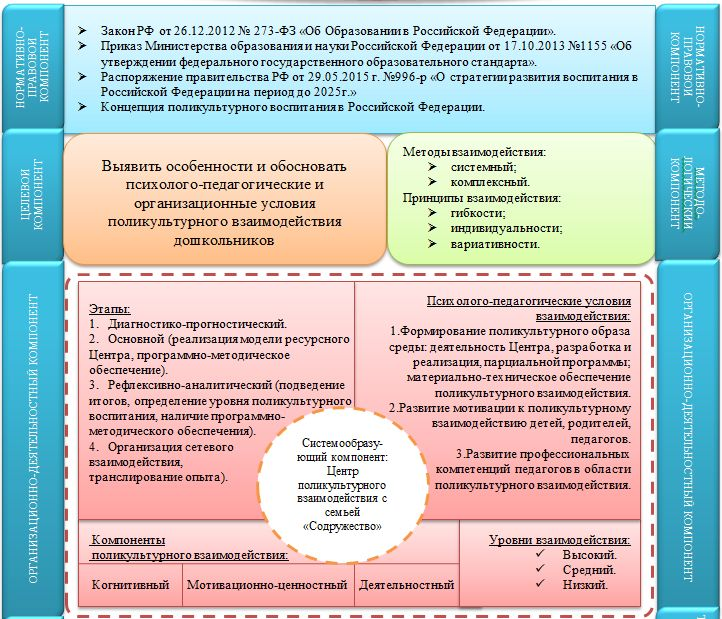 НОРМАТИВНО-
ПРАВОВОЙ
КОМПОНЕНТ
➢ Закон РФ от 26.12.2012 № 273-ФЗ «Об Образовании в Российской Федерации».
➢ Приказ Министерства образования и науки Российской Федерации от 17.10.2013 №1155 «Об
утверждении федерального государственного образовательного стандарта».
➢ Распоряжение правительства РФ от 29.05.2015 г. №996-р «О стратегии развития воспитания в
Российской Федерации на период до 2025г.»
➢ Концепция поликультурного воспитания в Российской Федерации.
НОРМАТИВНО-
ПРАВОВОЙ
КОМПОНЕНТ
ЦЕЛЕВОЙ
КОМПОНЕНТ
Выявить особенности и обосновать
психолого-педагогические и
организационные условия
поликультурного взаимодействия
дошкольников
Методы взаимодействия:
➢ системный;
➢ комплексный.
Принципы взаимодействия:
➢ гибкости;
➢ индивидуальности;
➢ вариативности.
МЕТОДО-
ЛОГИЧЕСКИЙ
КОМПОНЕНТ
ОРГАНИЗАЦИОННО-ДЕЯТЕЛЬНОСТНЫЙ КОМПОНЕНТ
Этапы:
1. Диагностико-прогностический.
2. Основной (реализация модели ресурсного
Центра, программно-методическое
обеспечение).
3. Рефлексивно-аналитический (подведение
итогов, определение уровня поликультурного
воспитания, наличие программно-
методического обеспечения).
4. Организация сетевого
взаимодействия,
транслирование опыта).
Психолого-педагогические условия
взаимодействия:
1.Формирование поликультурного образа
среды: деятельность Центра, разработка и
реализация, парциальной программы;
материально-техническое обеспечение
поликультурного взаимодействия.
2.Развитие мотивации к поликультурному
взаимодействию детей, родителей,
педагогов.
3.Развитие профессиональных
компетенций педагогов в области
поликультурного взаимодействия.
Системообразу-
ющий компонент:
Центр
поликультурного
взаимодействия с
семьей
«Содружество»
Компоненты
поликультурного взаимодействия:
Когнитивный
Мотивационно-ценностный
Деятельностный
Уровни взаимодействия:
✓ Высокий.
✓ Средний.
✓ Низкий.
ОРГАНИЗАЦИОННО-ДЕЯТЕЛЬНОСТНЫЙ КОМПОНЕНТ